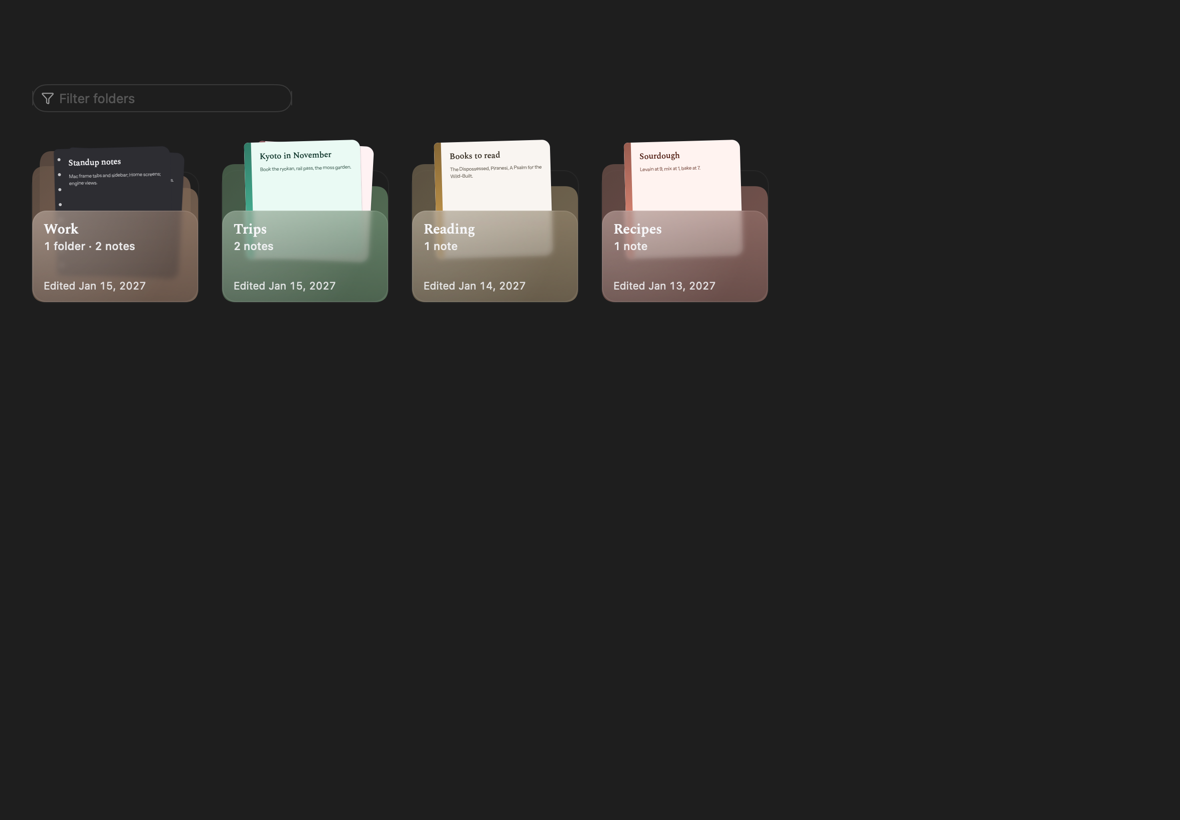 Filter folders
Standup notes
Mac frame talks and sidebar; Home screens;
engine views.
Work
1 folder · 2 notes
Edited Jan 15, 2027
Kyoto in November
Book the ryokan, rail pass, the moss garden.
Trips
2 notes
Edited Jan 15, 2027
Books to read
The Dispossessed, Piranesi, A Psalm for the
Wild-Built.
Reading
1 note
Edited Jan 14, 2027
Sourdough
Levain at 9, mix at 1, bake at 7.
Recipes
1 note
Edited Jan 13, 2027